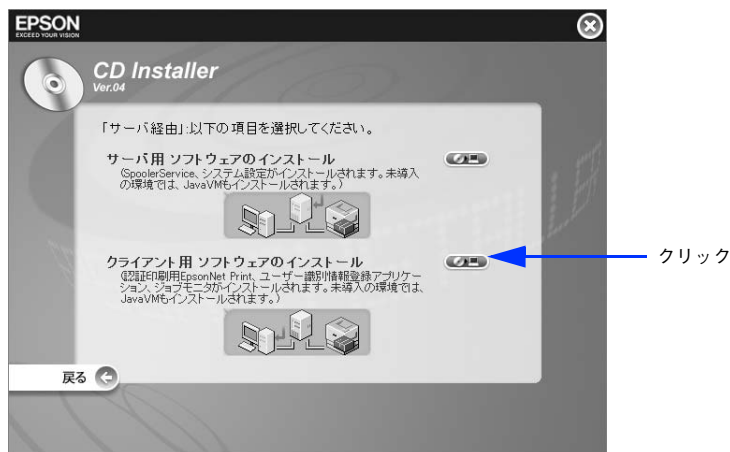 EPSON
EXCEED YOUR VISION
CD Installer
Ver.04
「サーバ経由」:以下の項目を選択してください。
サーバ用 ソフトウェアのインストール
(SpoolerService、システム設定がインストールされます。未導入
の環境では、JavaVMもインストールされます。)
クライアント用 ソフトウェアのインストール
(認証印刷用EpsonNet Print、ユーザー識別情報登録アプリケー
ション、ジョブモニタがインストールされます。未導入の環境では、
JavaVMもインストールされます。)
クリック
戻る